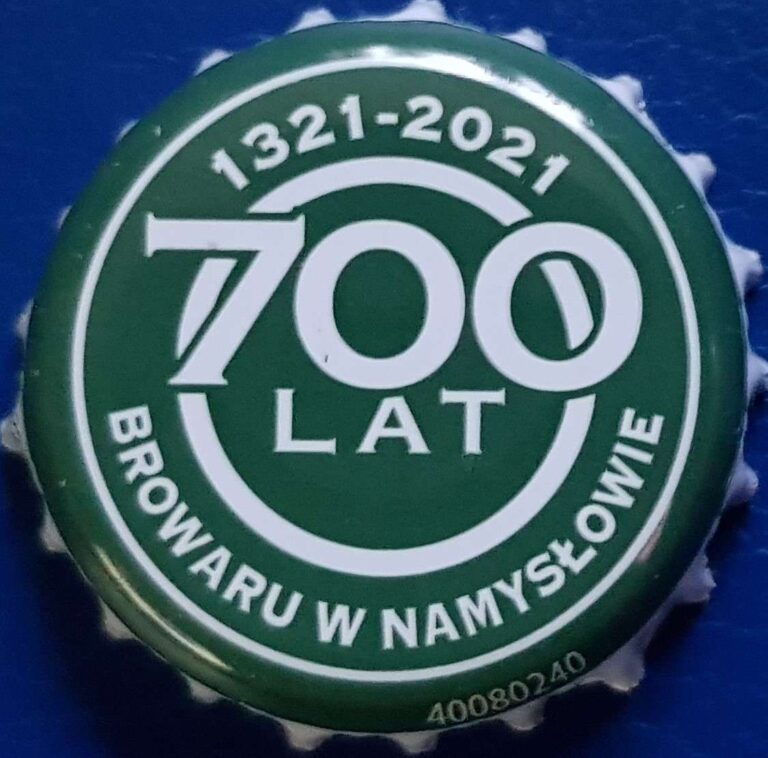 1321-2021
700
LAT
BROWARU W NAMYSŁOWIE
40080240